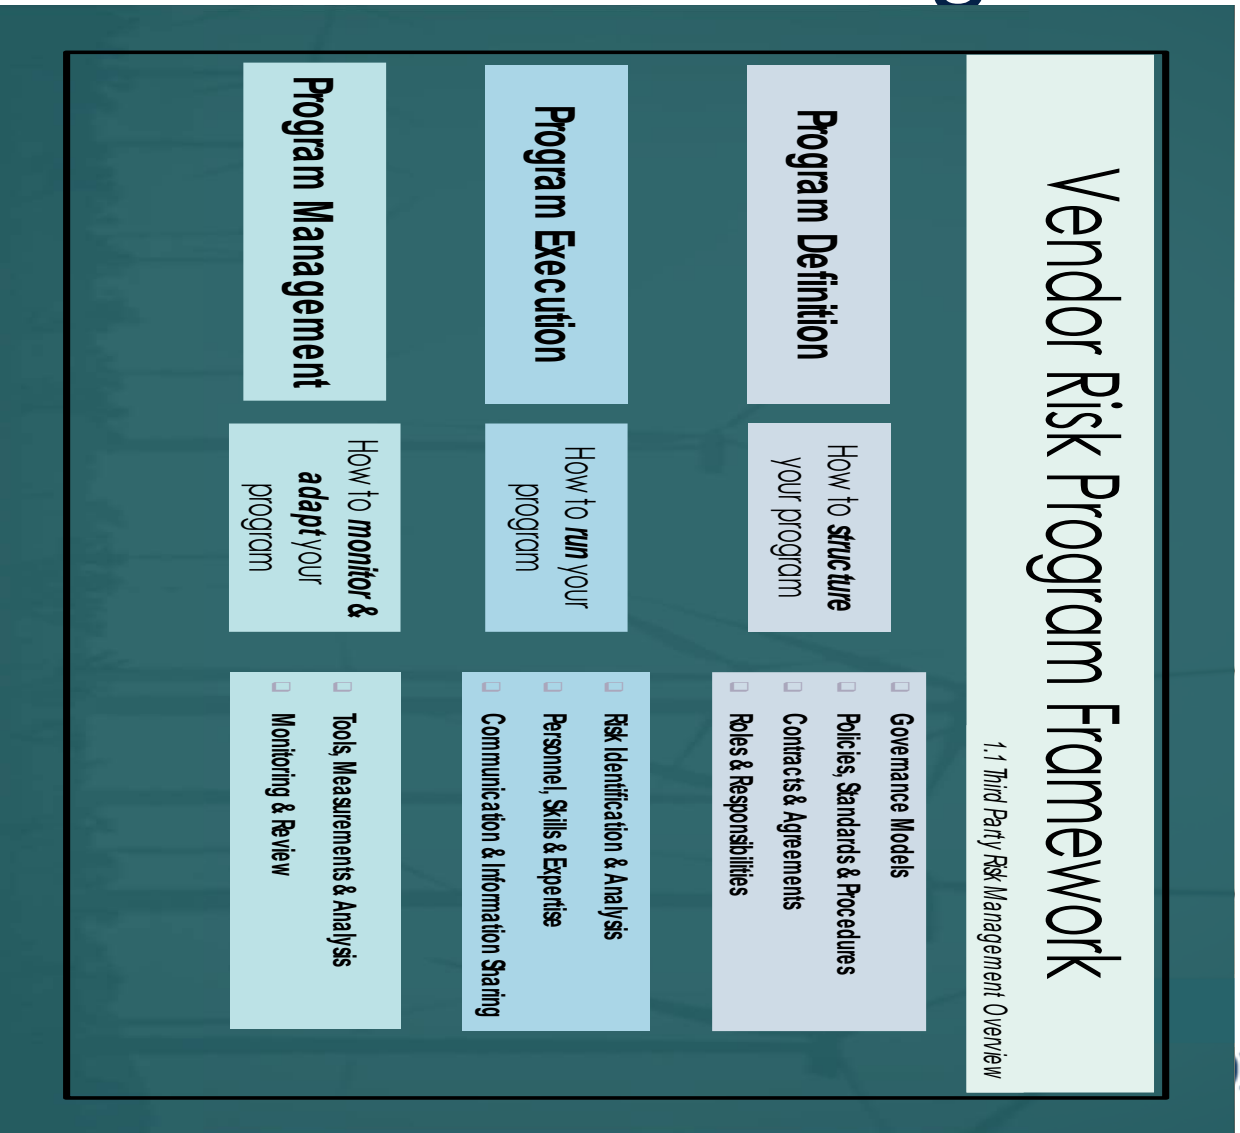 Vendor Risk Program Framework
1.1 Third Party Risk Management Overview
Program Definition
How to structure
your program
❑ Governance Models
❑ Policies, Standards & Procedures
❑ Contracts & Agreements
❑ Roles & Responsibilities
Program Execution
How to run your
program
❑ Risk Identification & Analysis
❑ Personnel, Skills & Expertise
❑ Communication & Information Sharing
Program Management
How to monitor &
adapt your
program
❑ Tools, Measurements & Analysis
❑ Monitoring & Review